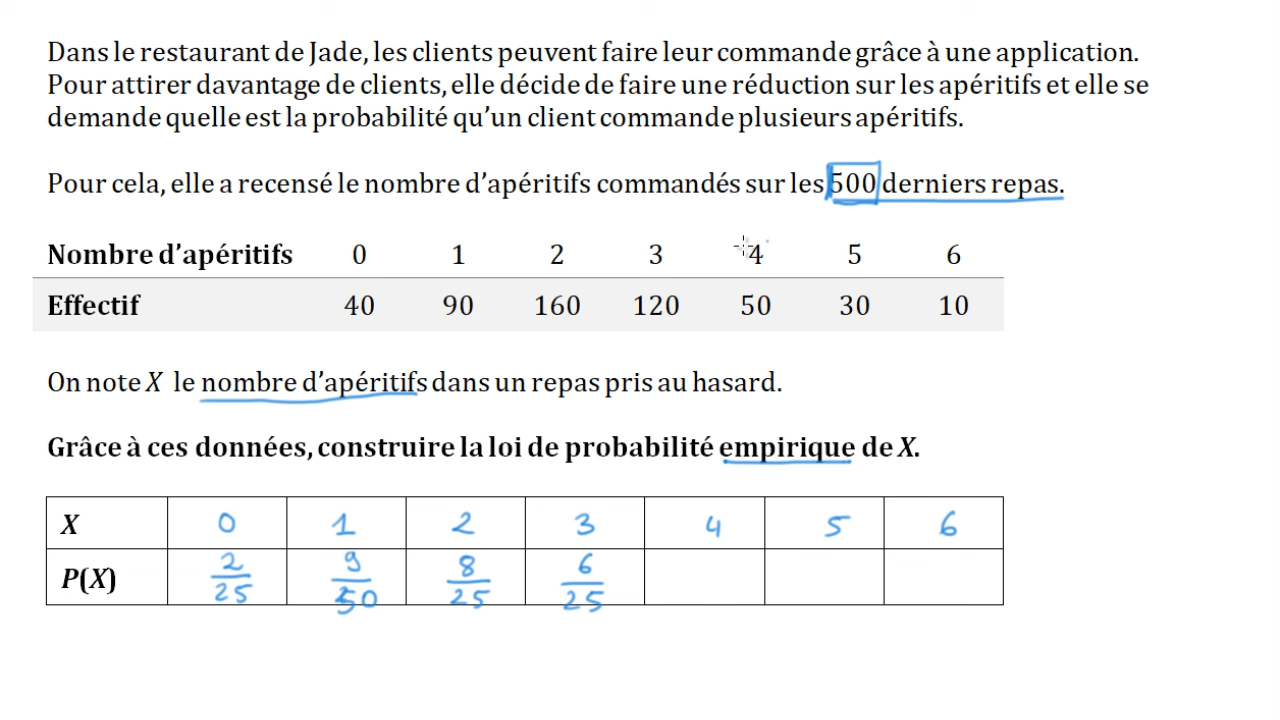 Dans le restaurant de Jade, les clients peuvent faire leur commande grâce à une application.
Pour attirer davantage de clients, elle décide de faire une réduction sur les apéritifs et elle se
demande quelle est la probabilité qu'un client commande plusieurs apéritifs.
Pour cela, elle a recensé le nombre d'apéritifs commandés sur les 500 derniers repas.
Nombre d'apéritifs 0 1 2 3 4 5 6
Effectif 40 90 160 120 50 30 10
On note X le nombre d'apéritifs dans un repas pris au hasard.
Grâce à ces données, construire la loi de probabilité empirique de X.
X 0 1 2 3 4 5 6
P(X) 2/25 9/50 8/25 6/25